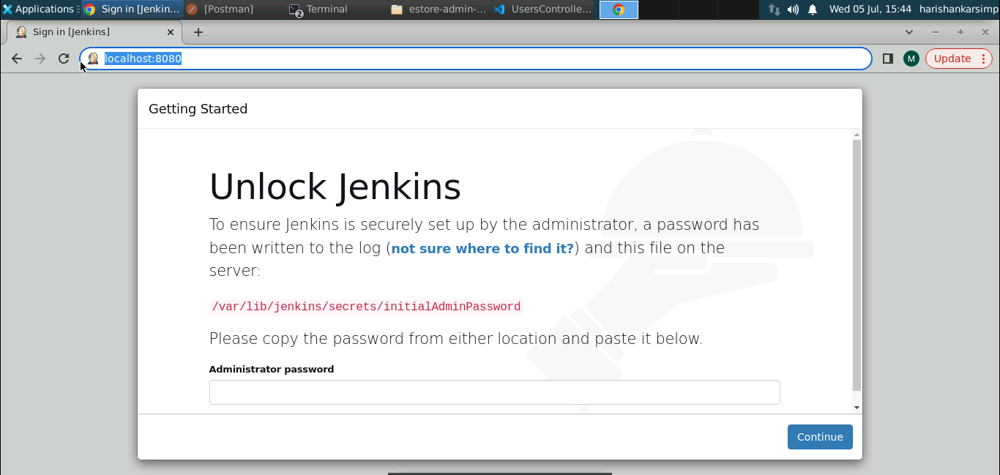 Applications Sign in [Jenkin... [Postman] 2 Terminal estore-admin-... UsersControlle... Wed 05 Jul, 15:44 harishankarsimp
Sign in [Jenkins]
localhost:8080 M Update
Getting Started
Unlock Jenkins
To ensure Jenkins is securely set up by the administrator, a password has
been written to the log (not sure where to find it?) and this file on the
server:
/var/lib/jenkins/secrets/initialAdminPassword
Please copy the password from either location and paste it below.
Administrator password
Continue